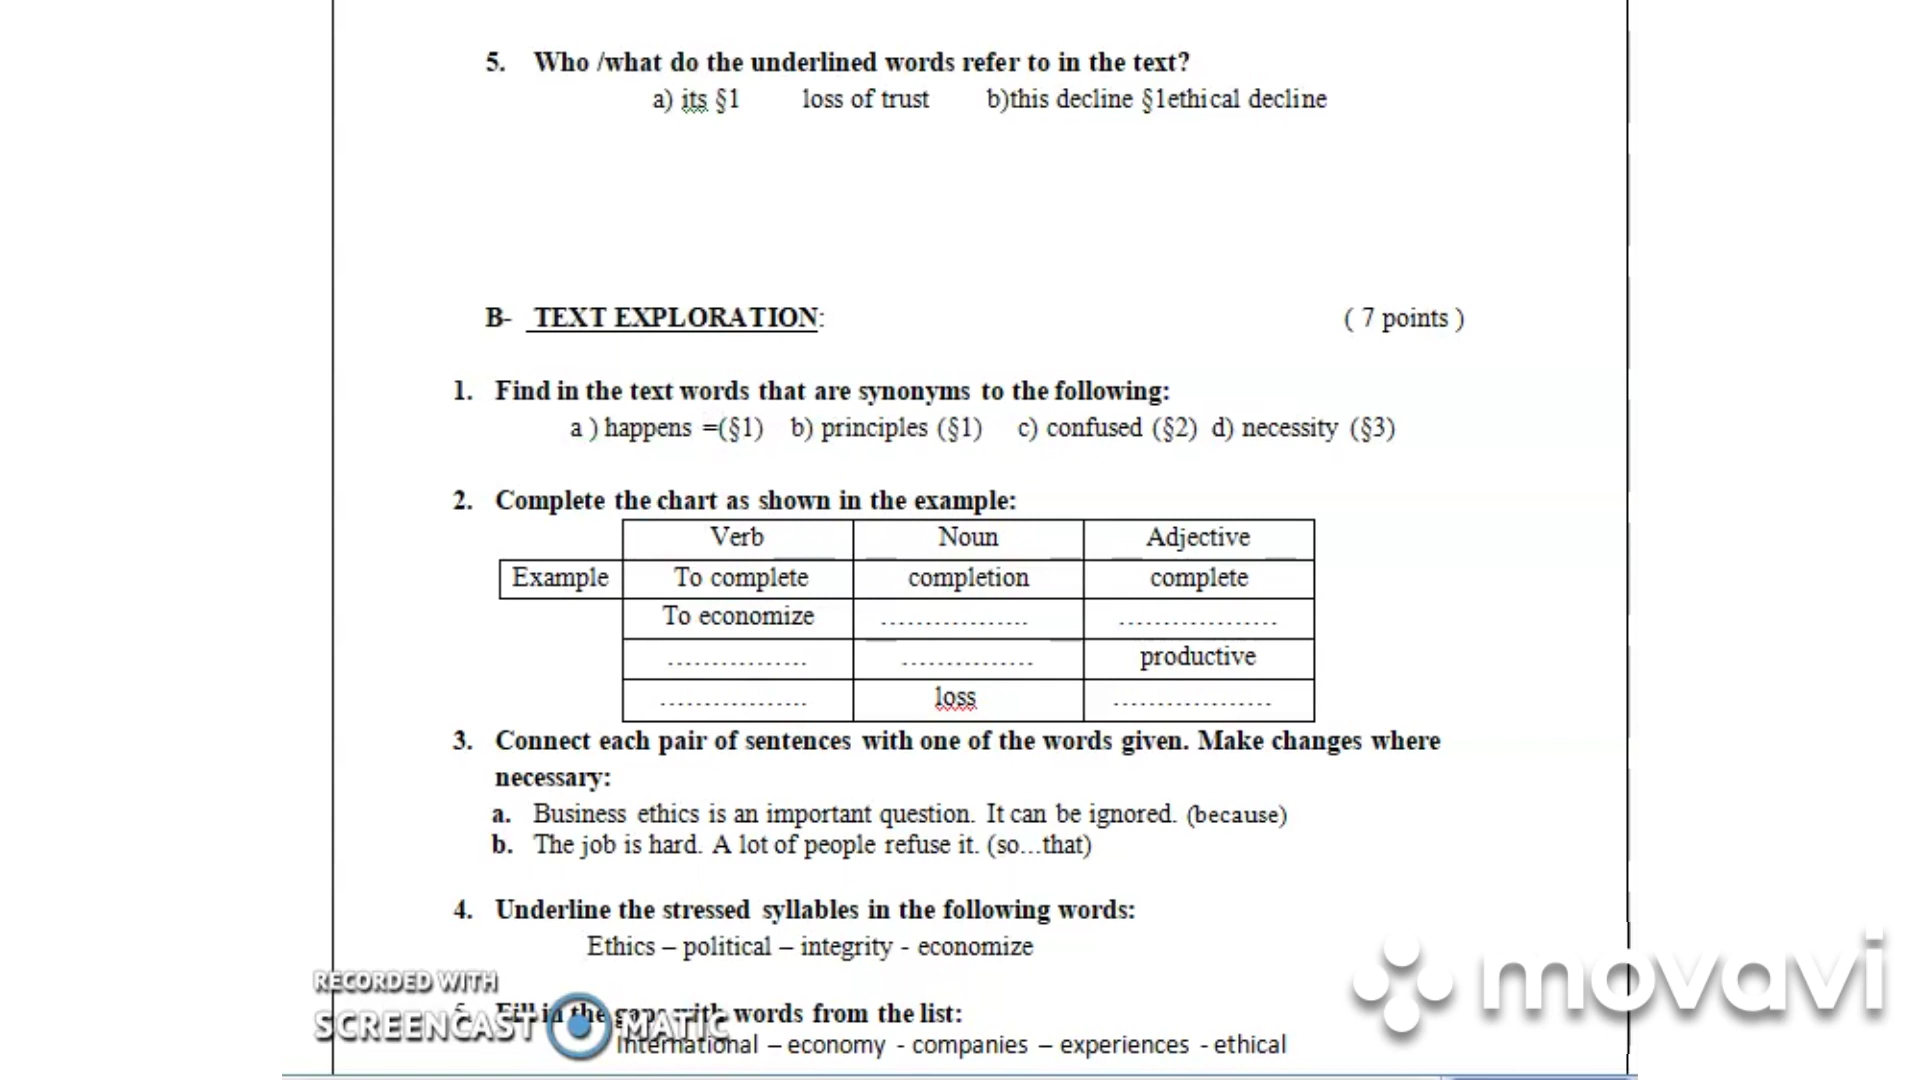 5. Who /what do the underlined words refer to in the text?
a) its §1 loss of trust b)this decline §1ethical decline
B- TEXT EXPLORATION: ( 7 points )
1. Find in the text words that are synonyms to the following:
a ) happens =(§1) b) principles (§1) c) confused (§2) d) necessity (§3)
2. Complete the chart as shown in the example:
Verb Noun Adjective
Example To complete completion complete
To economize ................. ..................
................ ............... productive
................. loss ..................
3. Connect each pair of sentences with one of the words given. Make changes where
necessary:
a. Business ethics is an important question. It can be ignored. (because)
b. The job is hard. A lot of people refuse it. (so…that)
4. Underline the stressed syllables in the following words:
Ethics – political – integrity - economize
RECORDED WITH
5. Fill in the gaps with words from the list:
SCREENCAST MATIC
International – economy - companies – experiences - ethical
movavi